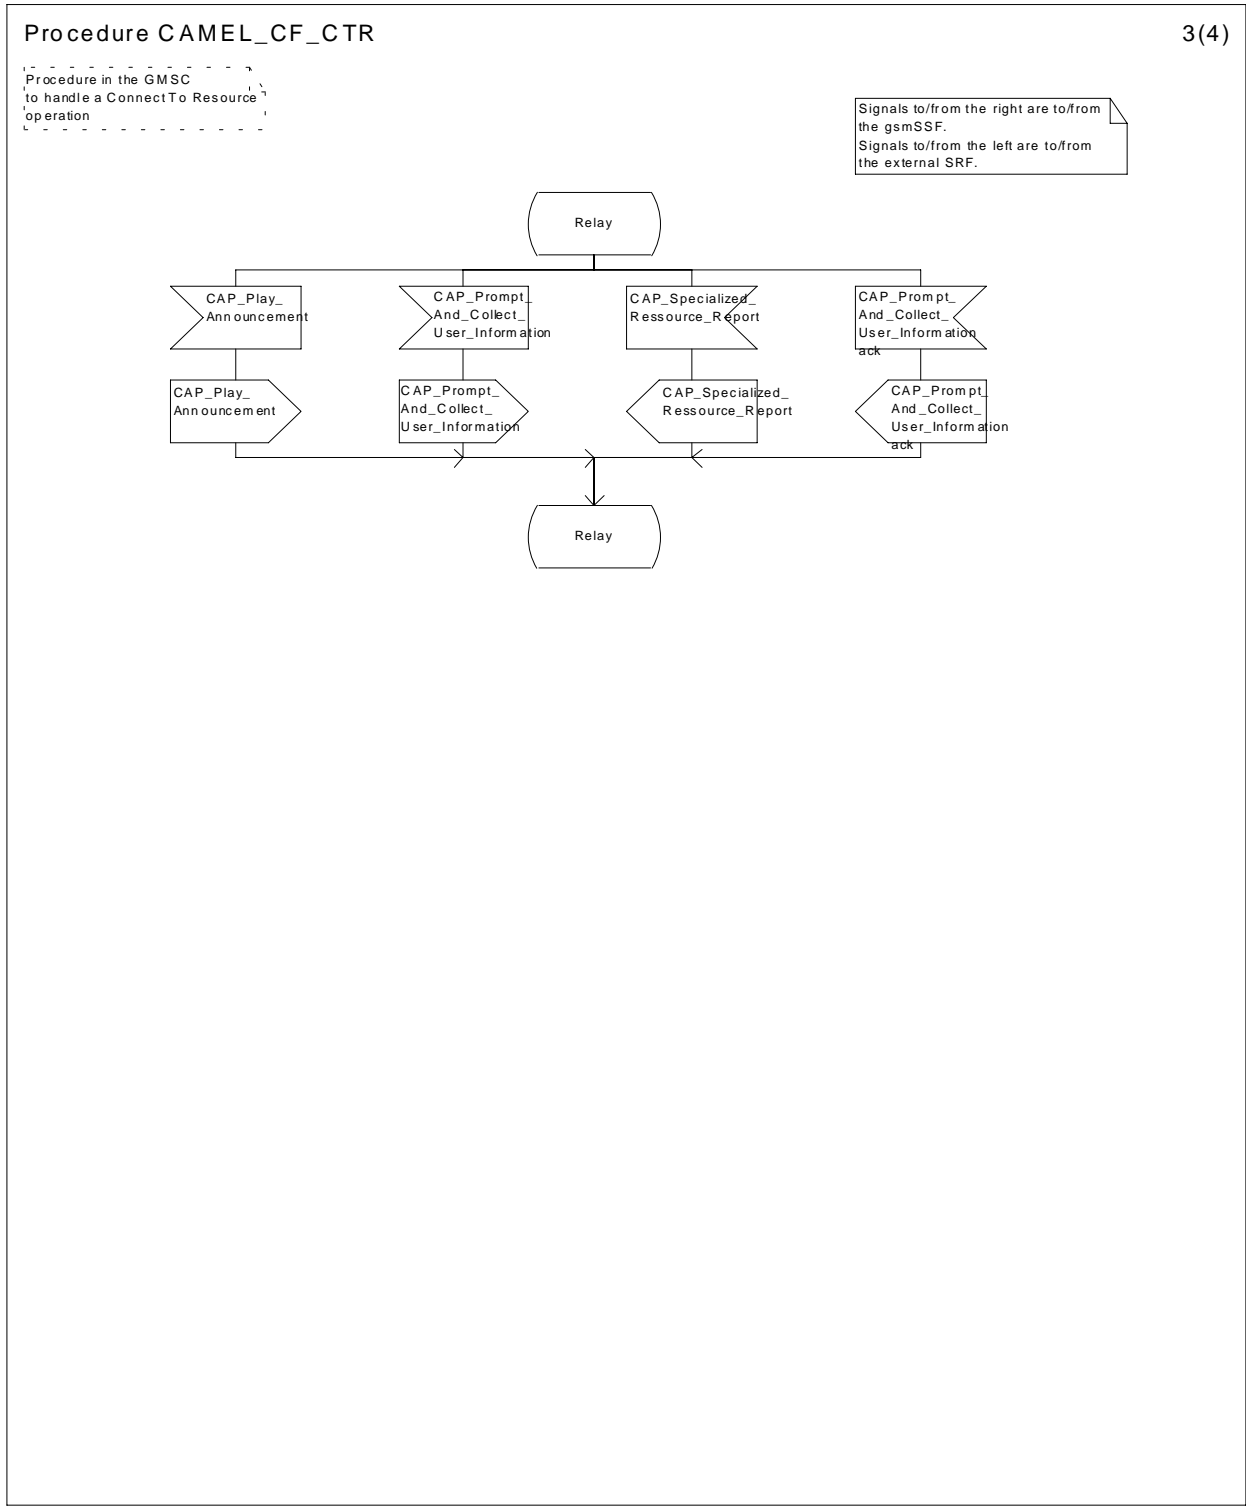 Procedure CAMEL_CF_CTR
3(4)
Procedure in the GMSC
to handle a Connect To Resource
operation
Signals to/from the right are to/from
the gsmSSF.
Signals to/from the left are to/from
the external SRF.
Relay
CAP_Play_
Announcement
CAP_Prompt_
And_Collect_
User_Information
CAP_Specialized_
Ressource_Report
CAP_Prompt_
And_Collect_
User_Information
ack
CAP_Play_
Announcement
CAP_Prompt_
And_Collect_
User_Information
CAP_Specialized_
Ressource_Report
CAP_Prompt_
And_Collect_
User_Information
ack
Relay